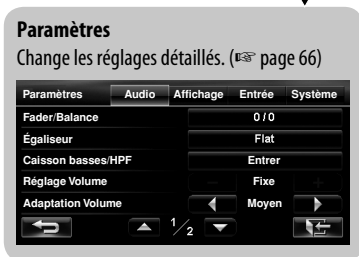 Paramètres
Change les réglages détaillés. (☞ page 66)
Paramètres Audio Affichage Entrée Système
Fader/Balance 0 / 0
Égaliseur Flat
Caisson basses/HPF Entrer
Réglage Volume − Fixe +
Adaptation Volume Moyen
1/2